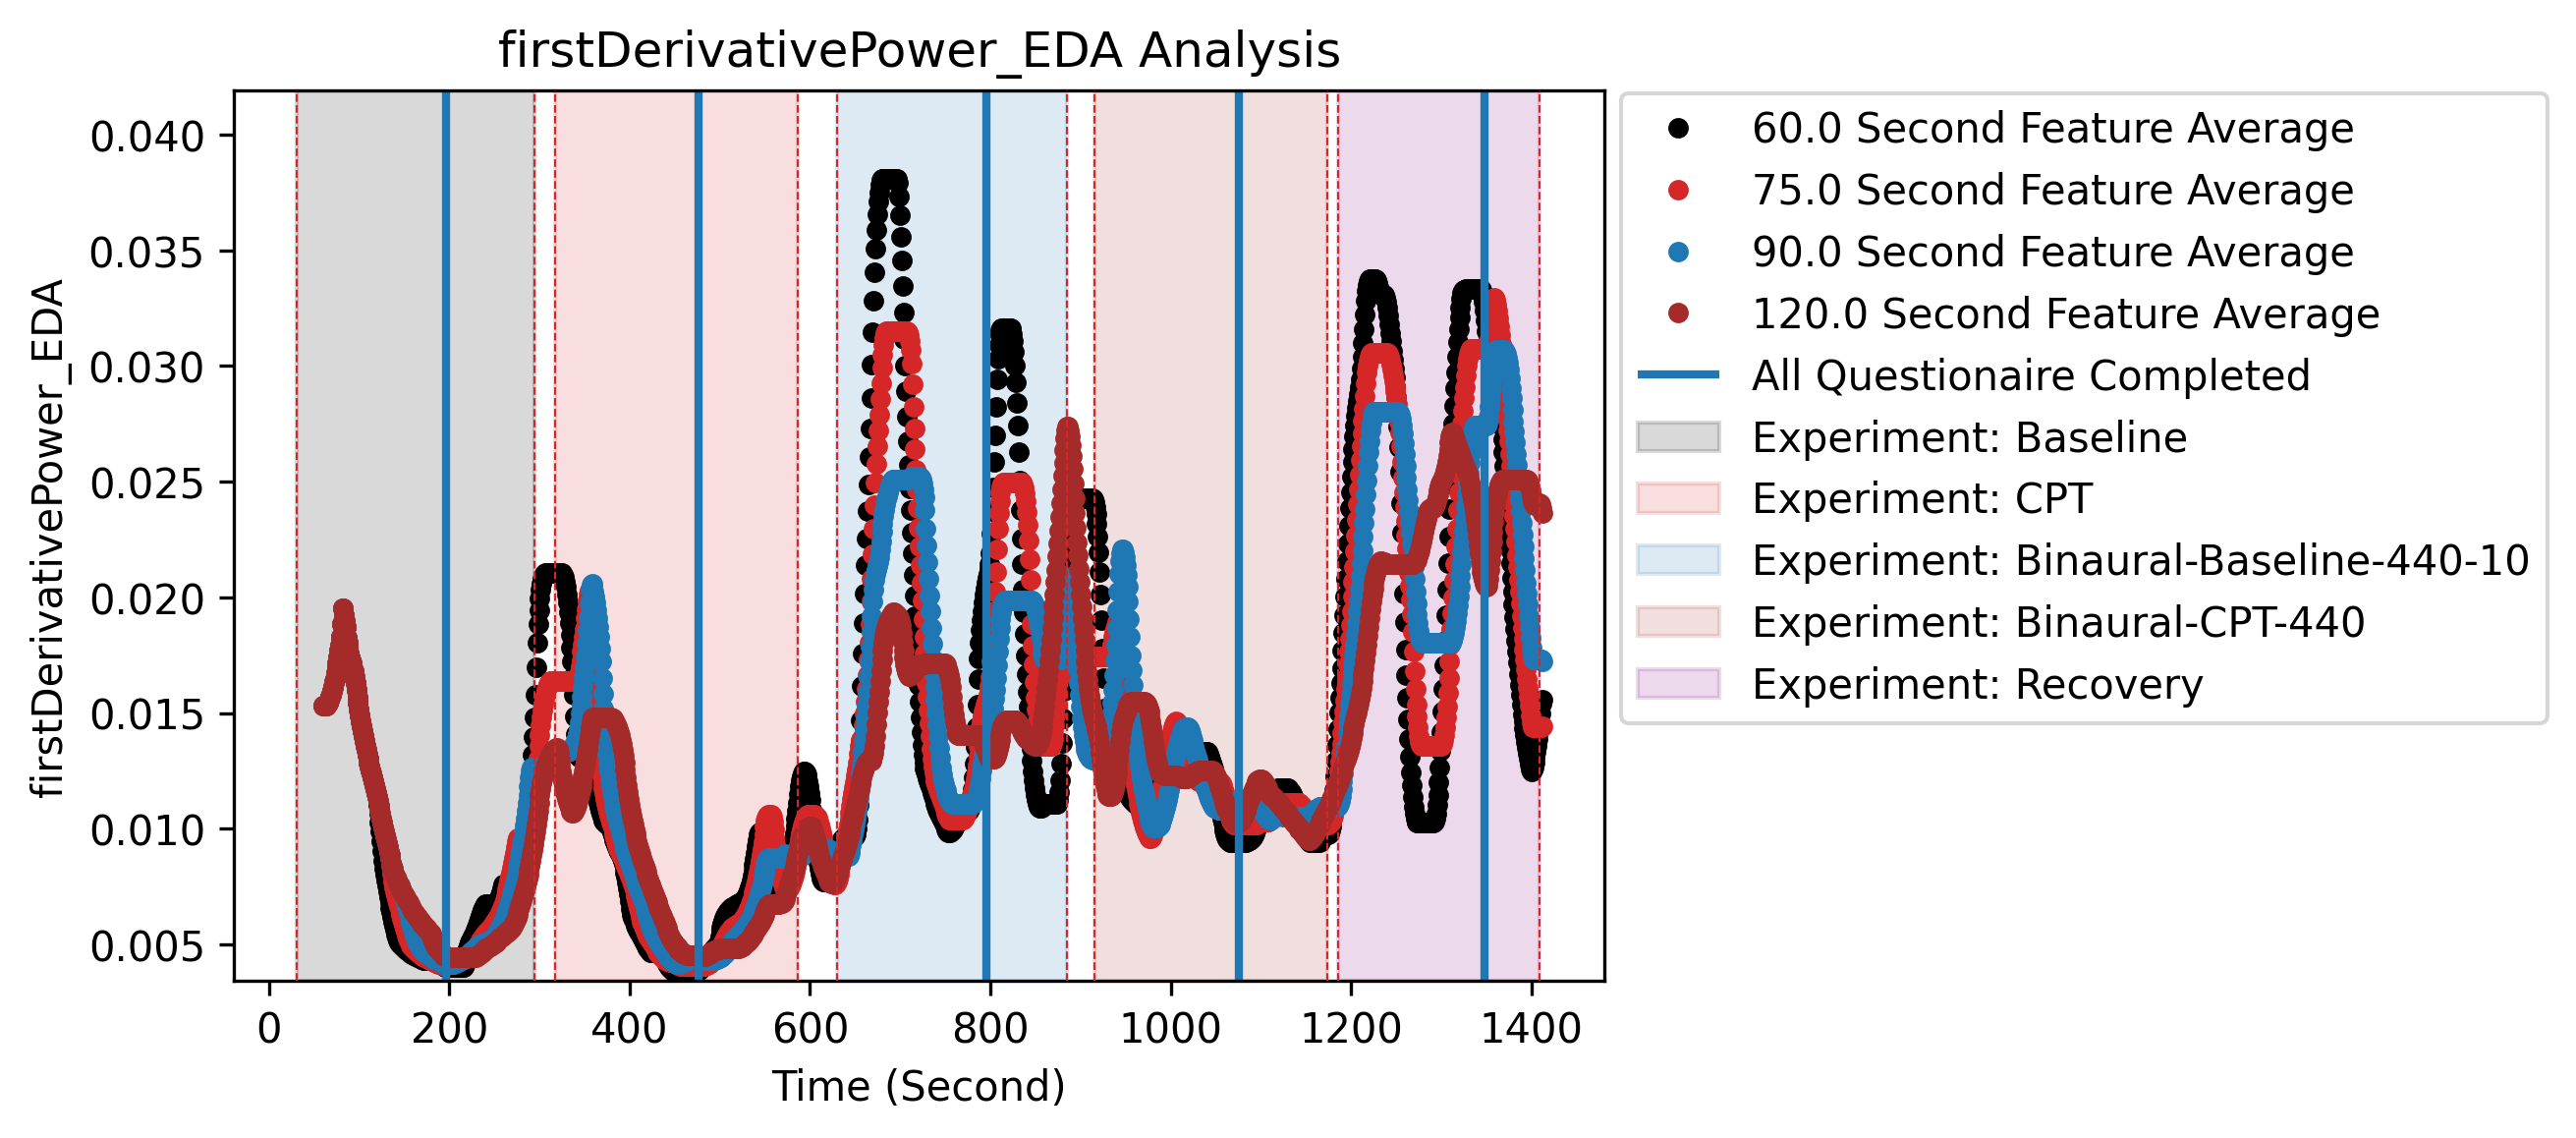 firstDerivativePower_EDA Analysis
firstDerivativePower_EDA
0.040
0.035
0.030
0.025
0.020
0.015
0.010
0.005
0 200 400 600 800 1000 1200 1400
Time (Second)
60.0 Second Feature Average
75.0 Second Feature Average
90.0 Second Feature Average
120.0 Second Feature Average
All Questionaire Completed
Experiment: Baseline
Experiment: CPT
Experiment: Binaural-Baseline-440-10
Experiment: Binaural-CPT-440
Experiment: Recovery